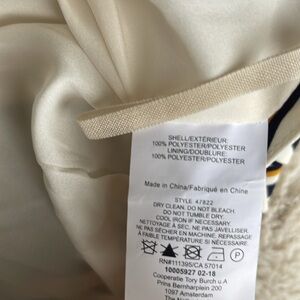 SHELL/EXTÉRIEUR:
100% POLYESTER/POLYESTER
LINING/DOUBLURE:
100% POLYESTER/POLYESTER
Made in China/Fabriqué en Chine
STYLE 47822
DRY CLEAN. DO NOT BLEACH.
DO NOT TUMBLE DRY.
COOL IRON IF NEEDED.
NETTOYAGE À SEC. NE PAS JAVELLISER.
NE PAS SÉCHER EN MACHINE. REPASSAGE
À FAIBLE TEMPÉRATURE SI NÉCESSAIRE.
P
RN#111395/CA 57014
10005927 02-18
Cooperatie Tory Burch u.a
Prins Bernharplein 200
1097 Amsterdam